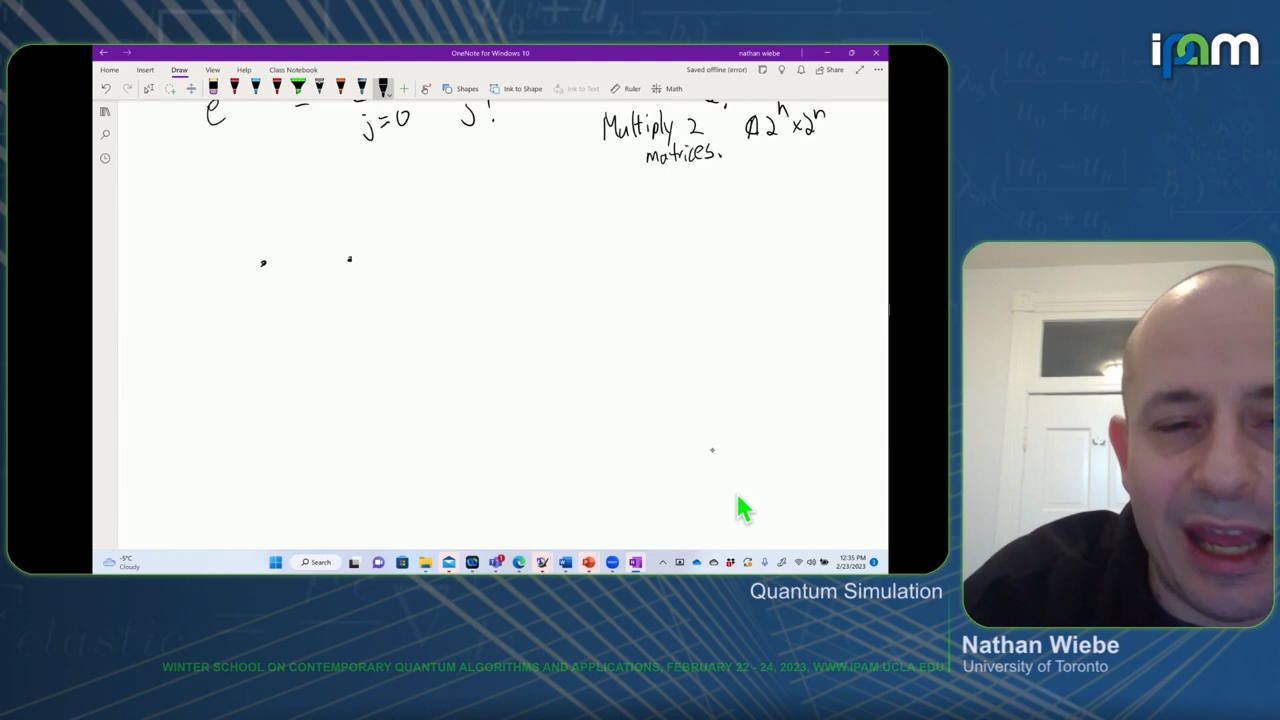 ipam
OneNote for Windows 10
nathan wiebe
Home Insert Draw View Help Class Notebook
Saved offline (error)
Share
Shapes Ink to Shape Ink to Text Ruler Math
e = j=0 j!
Multiply 2 2^n x 2^n
matrices.
-5°C
Cloudy
Search
12:35 PM
2/23/2023
Quantum Simulation
Nathan Wiebe
University of Toronto
WINTER SCHOOL ON CONTEMPORARY QUANTUM ALGORITHMS AND APPLICATIONS, FEBRUARY 22 - 24, 2023, WWW.IPAM.UCLA.EDU
elastic